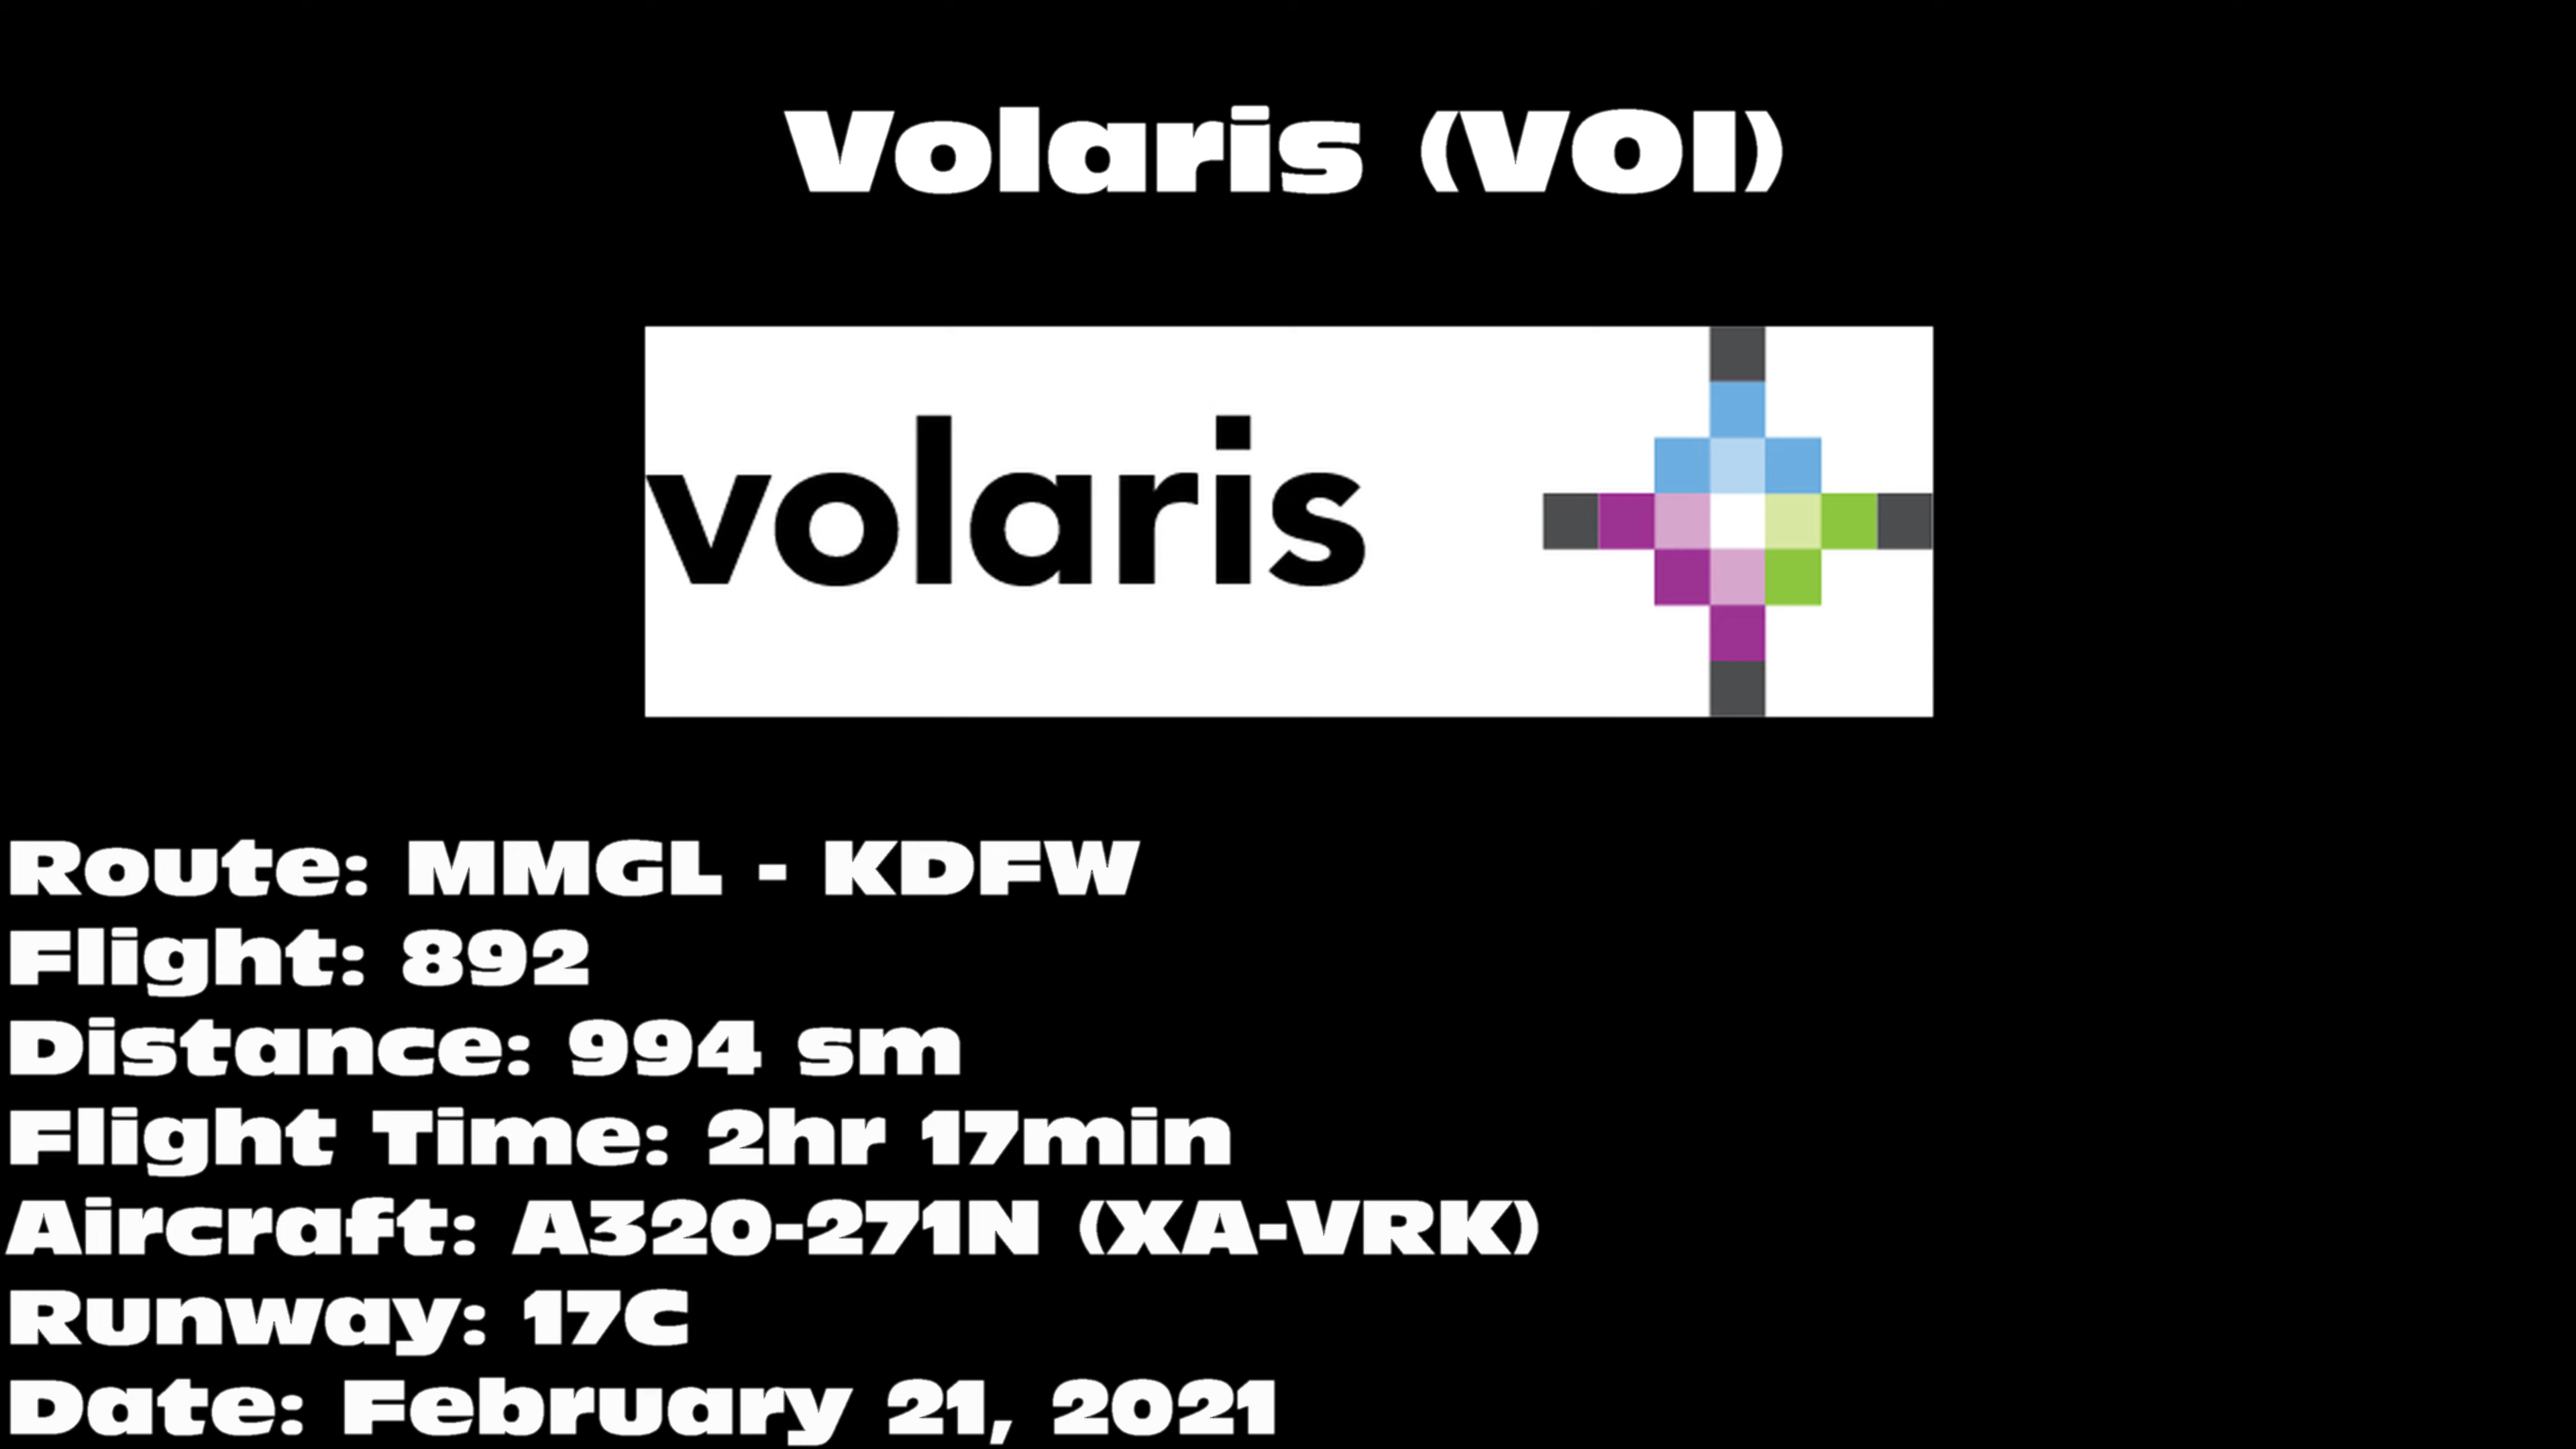 Volaris (VOI)
volaris
Route: MMGL - KDFW
Flight: 892
Distance: 994 sm
Flight Time: 2hr 17min
Aircraft: A320-271N (XA-VRK)
Runway: 17C
Date: February 21, 2021